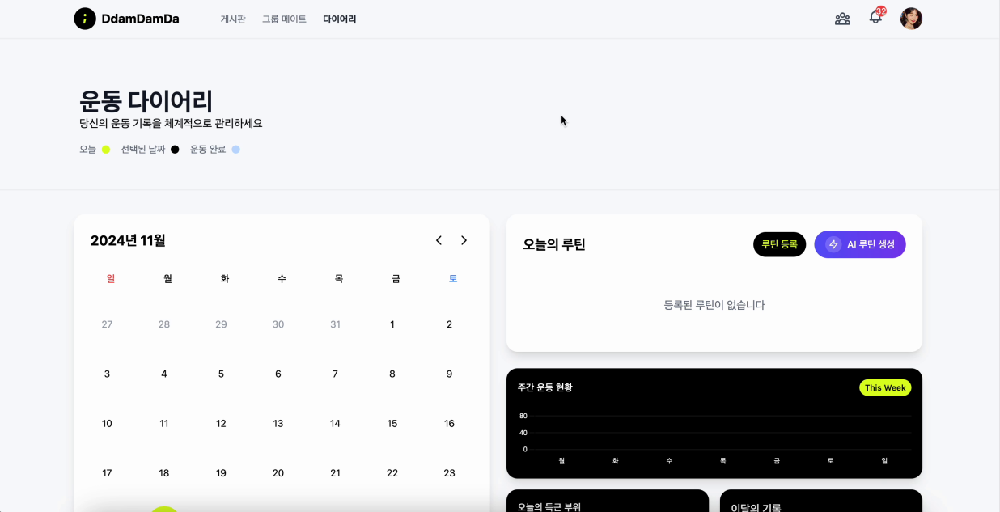 ; DdamDamDa 게시판 그룹 메이트 다이어리 32
운동 다이어리
당신의 운동 기록을 체계적으로 관리하세요
오늘 선택된 날짜 운동 완료
2024년 11월
일 월 화 수 목 금 토
27 28 29 30 31 1 2
3 4 5 6 7 8 9
10 11 12 13 14 15 16
17 18 19 20 21 22 23
오늘의 루틴 루틴 등록 AI 루틴 생성
등록된 루틴이 없습니다
주간 운동 현황 This Week
80
40
0
월 화 수 목 금 토 일
오늘의 득근 부위
이달의 기록